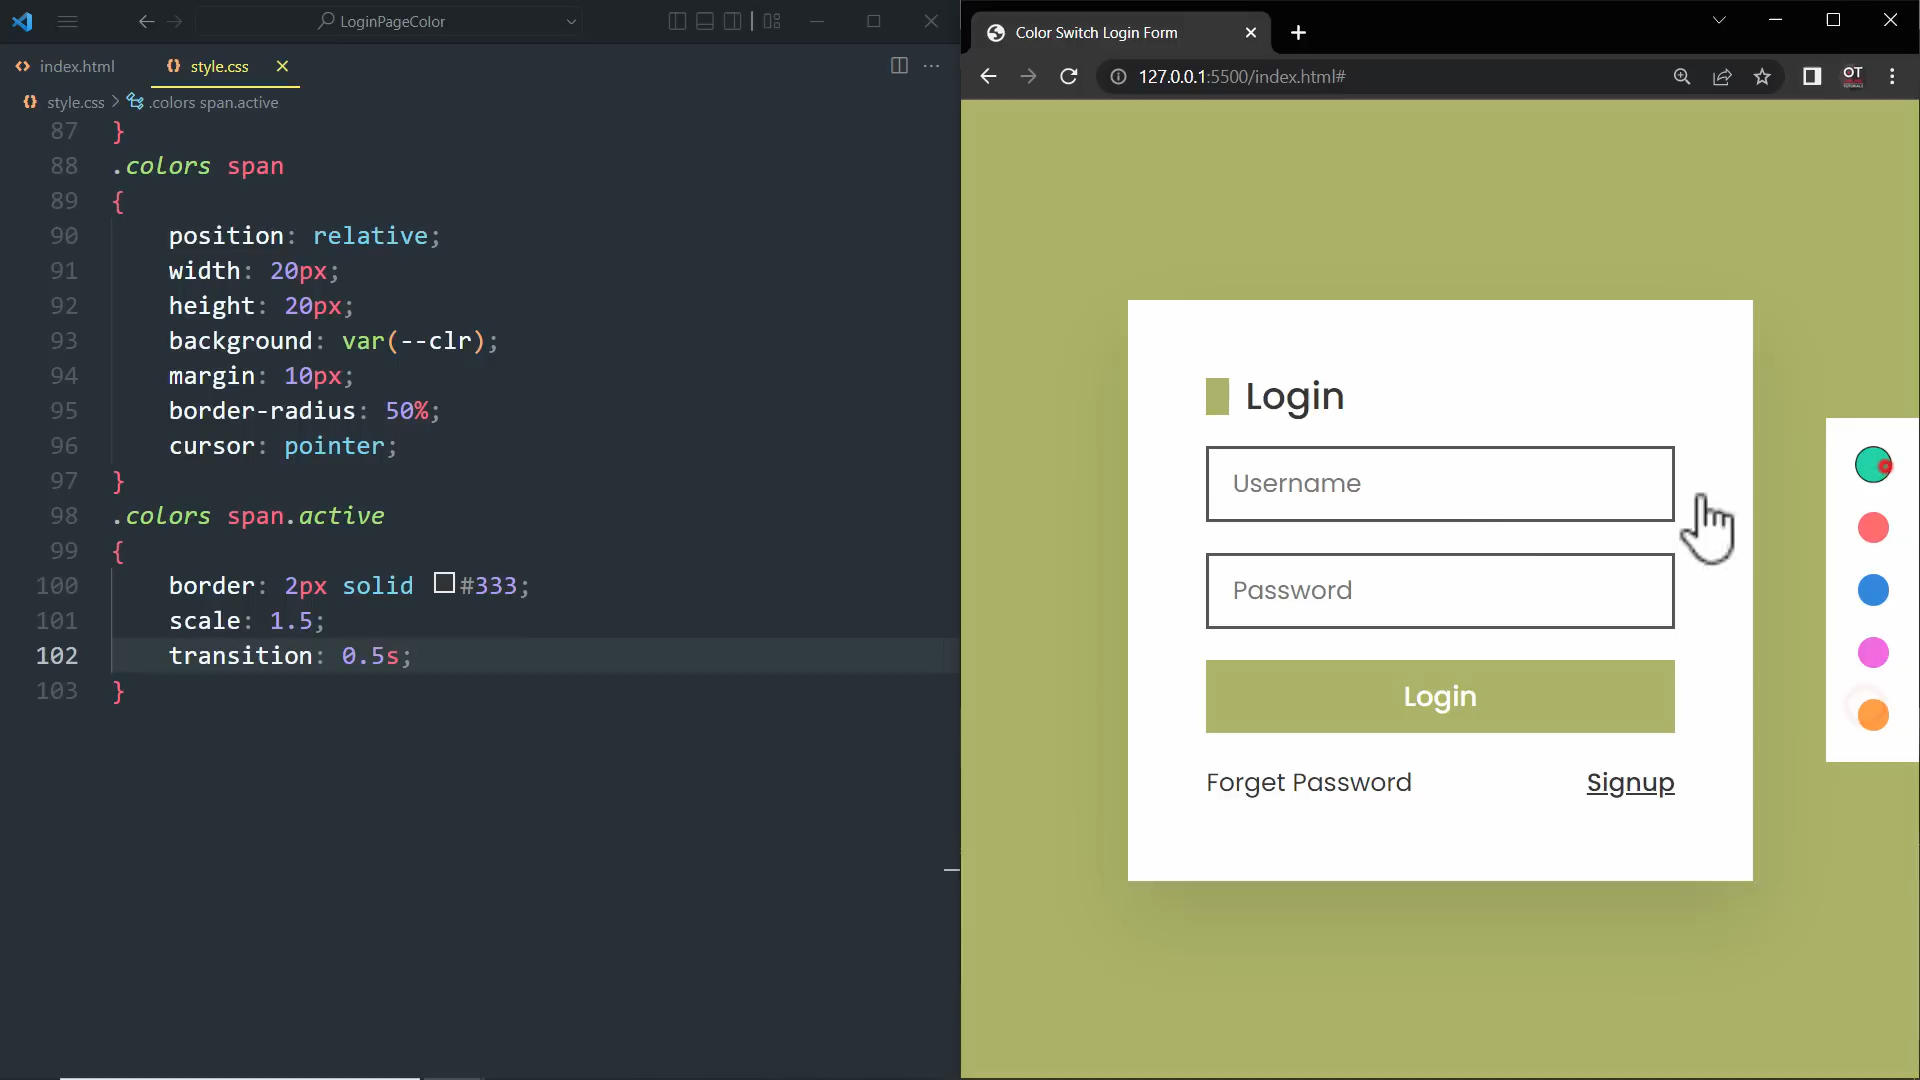 LoginPageColor
index.html
style.css
style.css > .colors span.active
87 }
88 .colors span
89 {
90 position: relative;
91 width: 20px;
92 height: 20px;
93 background: var(--clr);
94 margin: 10px;
95 border-radius: 50%;
96 cursor: pointer;
97 }
98 .colors span.active
99 {
100 border: 2px solid #333;
101 scale: 1.5;
102 transition: 0.5s;
103 }
Color Switch Login Form
127.0.0.1:5500/index.html#
OT
Login
Username
Password
Login
Forget Password
Signup